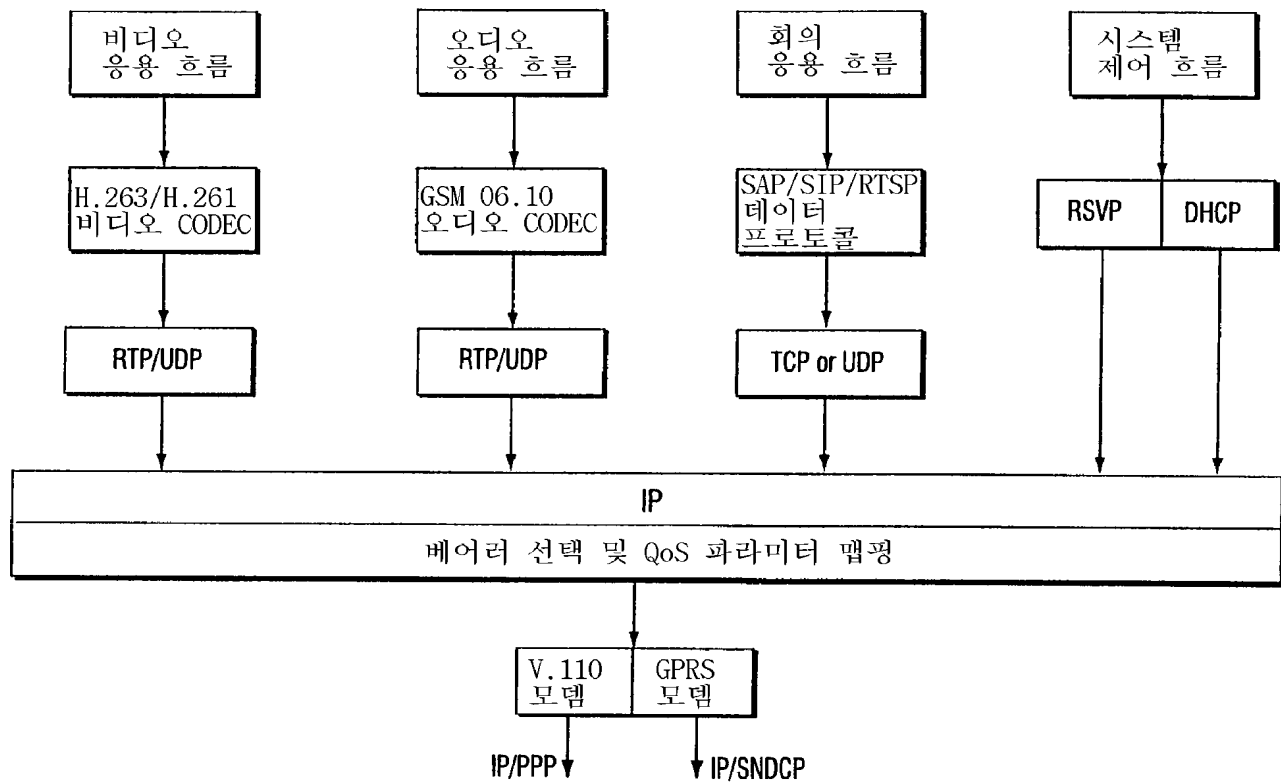 비디오
응용 흐름
오디오
응용 흐름
회의
응용 흐름
시스템
제어 흐름
H.263/H.261
비디오 CODEC
GSM 06.10
오디오 CODEC
SAP/SIP/RTSP
데이터
프로토콜
RSVP
DHCP
RTP/UDP
RTP/UDP
TCP or UDP
IP
베어러 선택 및 QoS 파라미터 맵핑
V.110
모뎀
GPRS
모뎀
IP/PPP
IP/SNDCP